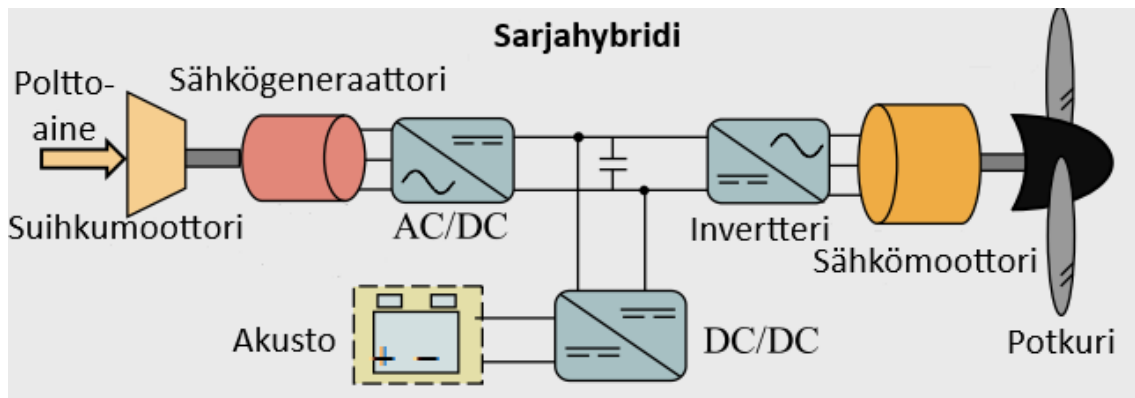 Sarjahybridi
Poltto-
aine
Sähkögeneraattori
Suihkumoottori
AC/DC
Invertteri
Sähkömoottori
Akusto
+ −
DC/DC
Potkuri